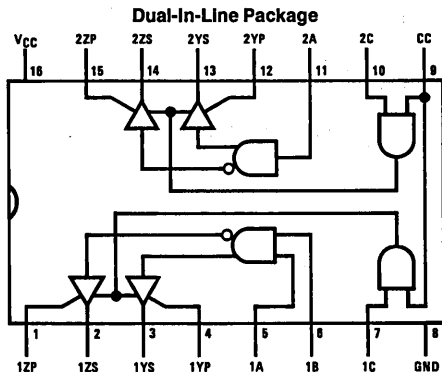 Dual-In-Line Package
VCC 2ZP 2ZS 2YS 2YP 2A 2C CC
16 15 14 13 12 11 10 9
1 2 3 4 5 6 7 8
1ZP 1ZS 1YS 1YP 1A 1B 1C GND